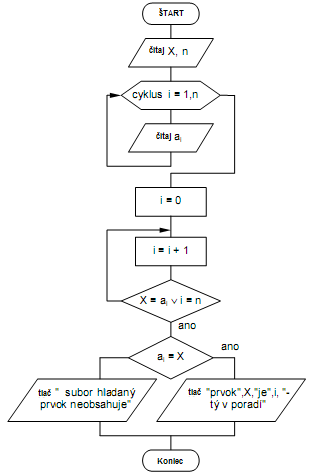 ŠTART
čítaj X, n
cyklus i = 1,n
čítaj aᵢ
i = 0
i = i + 1
X = aᵢ ∨ i = n
ano
aᵢ = X
ano
tlač " subor hladaný
prvok neobsahuje"
tlač "prvok",X,"je",i, "-
tý v poradí"
Koniec